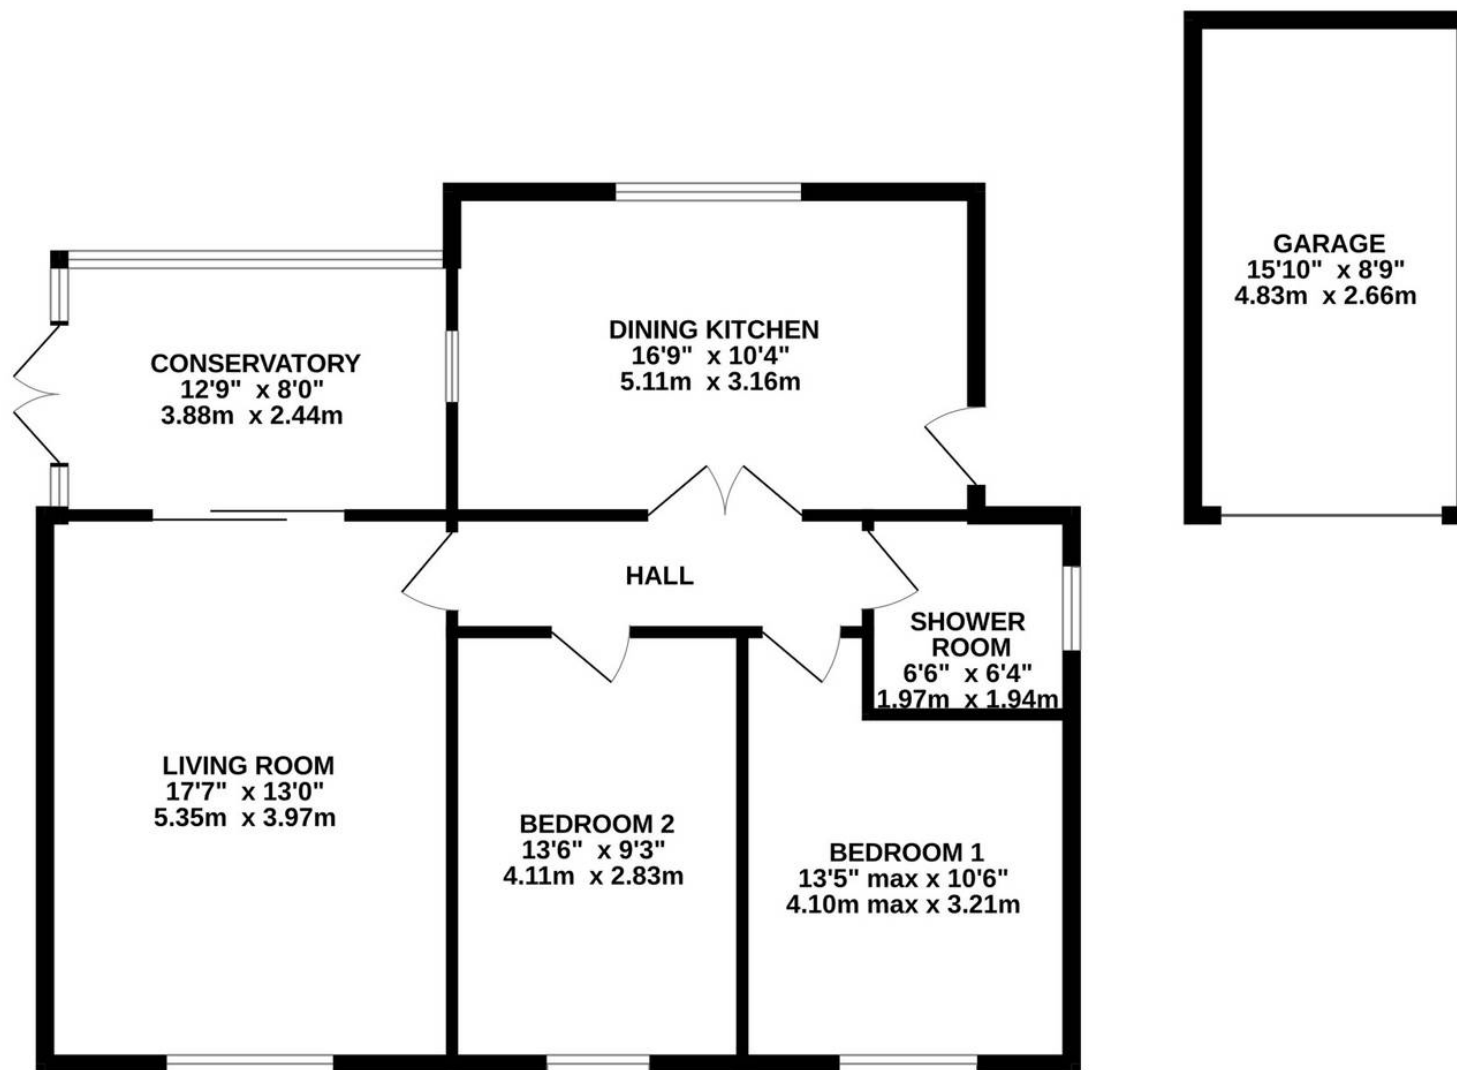 GARAGE
15'10" x 8'9"
4.83m x 2.66m
DINING KITCHEN
16'9" x 10'4"
5.11m x 3.16m
CONSERVATORY
12'9" x 8'0"
3.88m x 2.44m
HALL
SHOWER
ROOM
6'6" x 6'4"
1.97m x 1.94m
LIVING ROOM
17'7" x 13'0"
5.35m x 3.97m
BEDROOM 2
13'6" x 9'3"
4.11m x 2.83m
BEDROOM 1
13'5" max x 10'6"
4.10m max x 3.21m